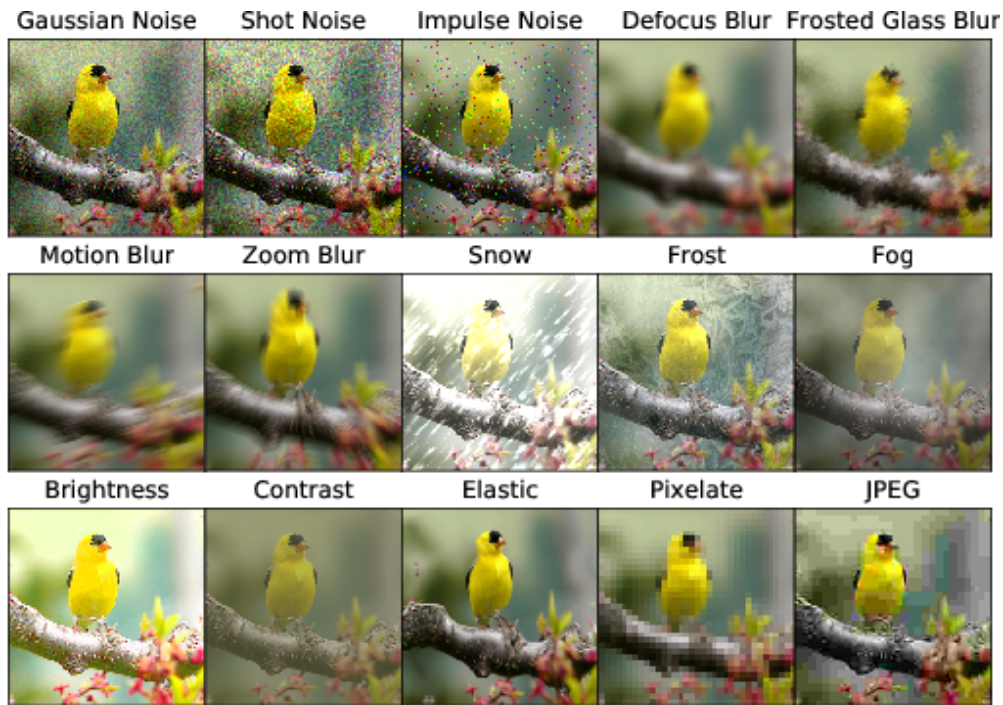 Gaussian Noise Shot Noise Impulse Noise Defocus Blur Frosted Glass Blur
Motion Blur Zoom Blur Snow Frost Fog
Brightness Contrast Elastic Pixelate JPEG